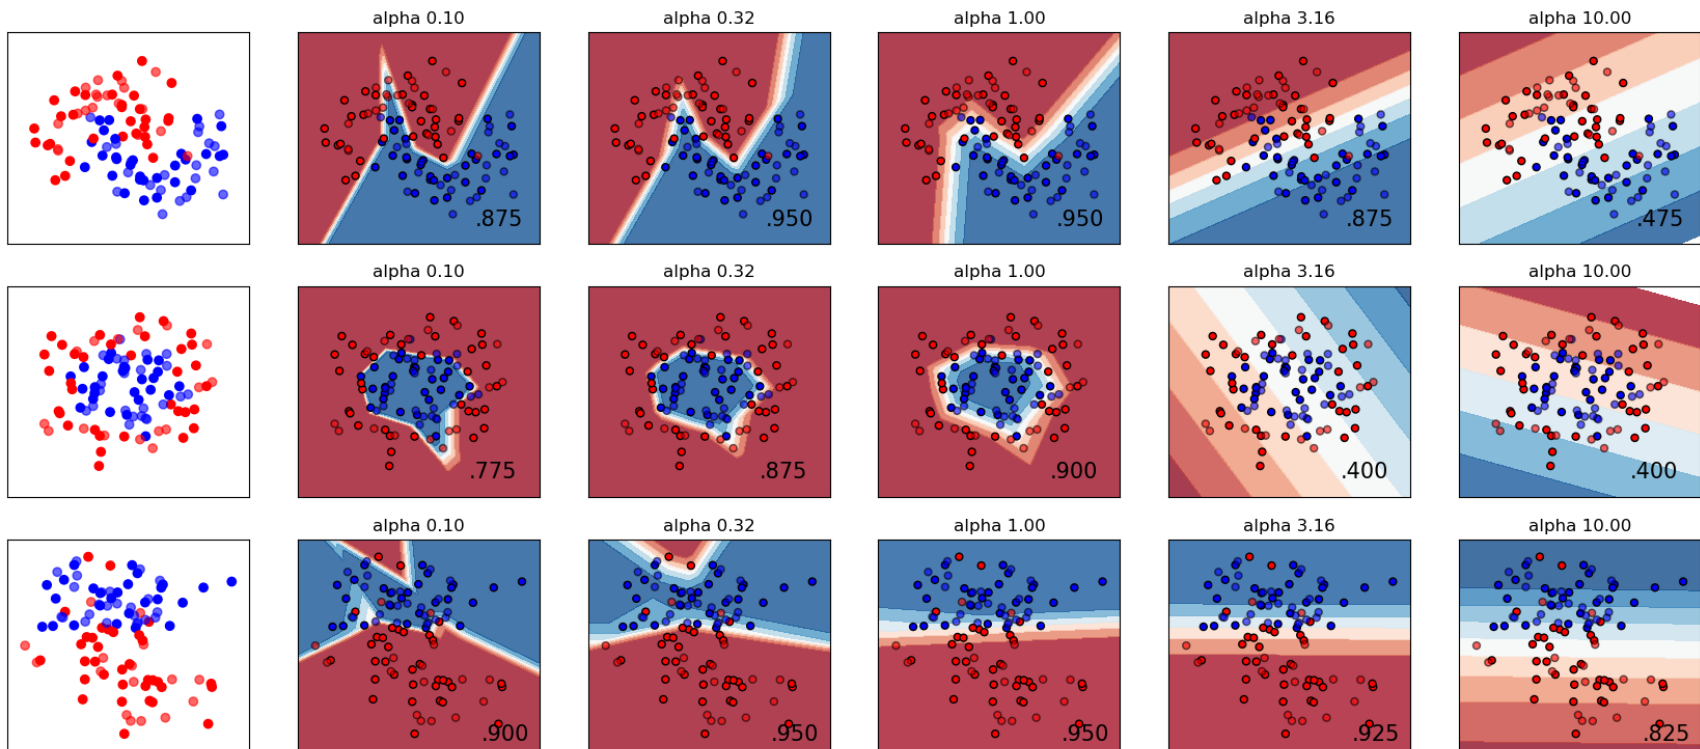 alpha 0.10
alpha 0.32
alpha 1.00
alpha 3.16
alpha 10.00
.875
.950
.950
.875
.475
alpha 0.10
alpha 0.32
alpha 1.00
alpha 3.16
alpha 10.00
.775
.875
.900
.400
.400
alpha 0.10
alpha 0.32
alpha 1.00
alpha 3.16
alpha 10.00
.900
.950
.950
.925
.825